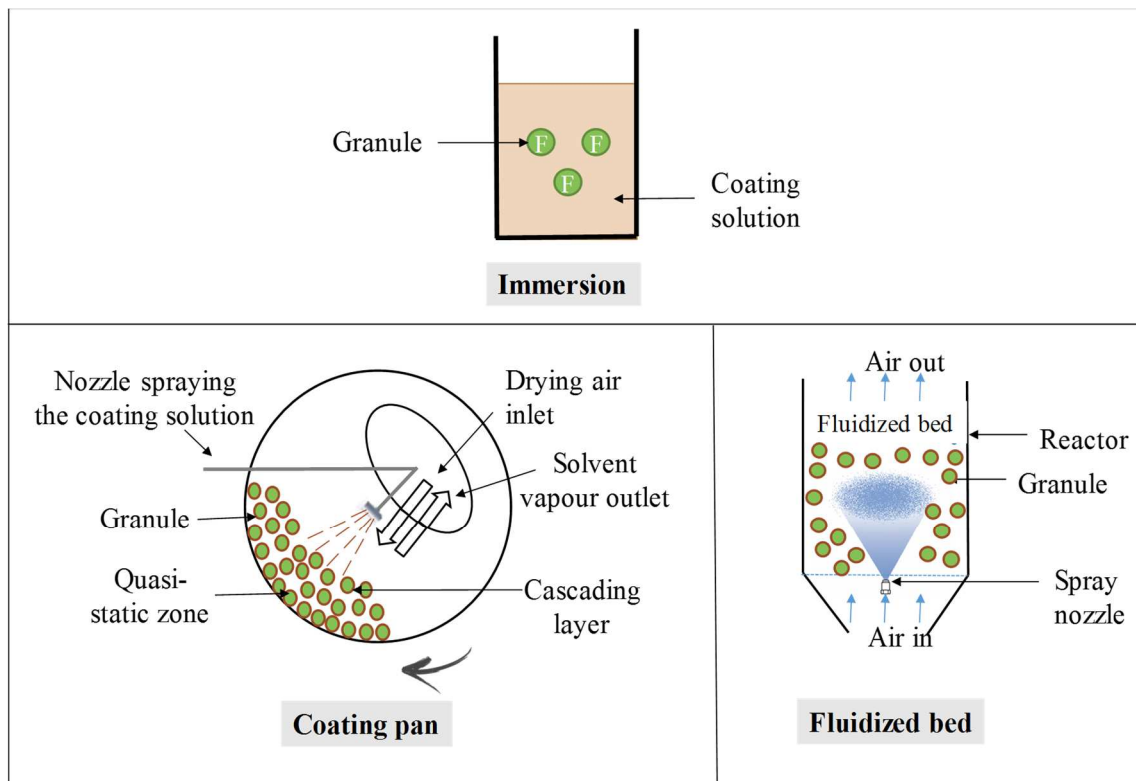 Granule
F
F
F
Coating
solution
Immersion
Nozzle spraying
the coating solution
Drying air
inlet
Solvent
vapour outlet
Granule
Quasi-
static zone
Cascading
layer
Coating pan
Air out
Fluidized bed
Reactor
Granule
Spray
nozzle
Air in
Fluidized bed